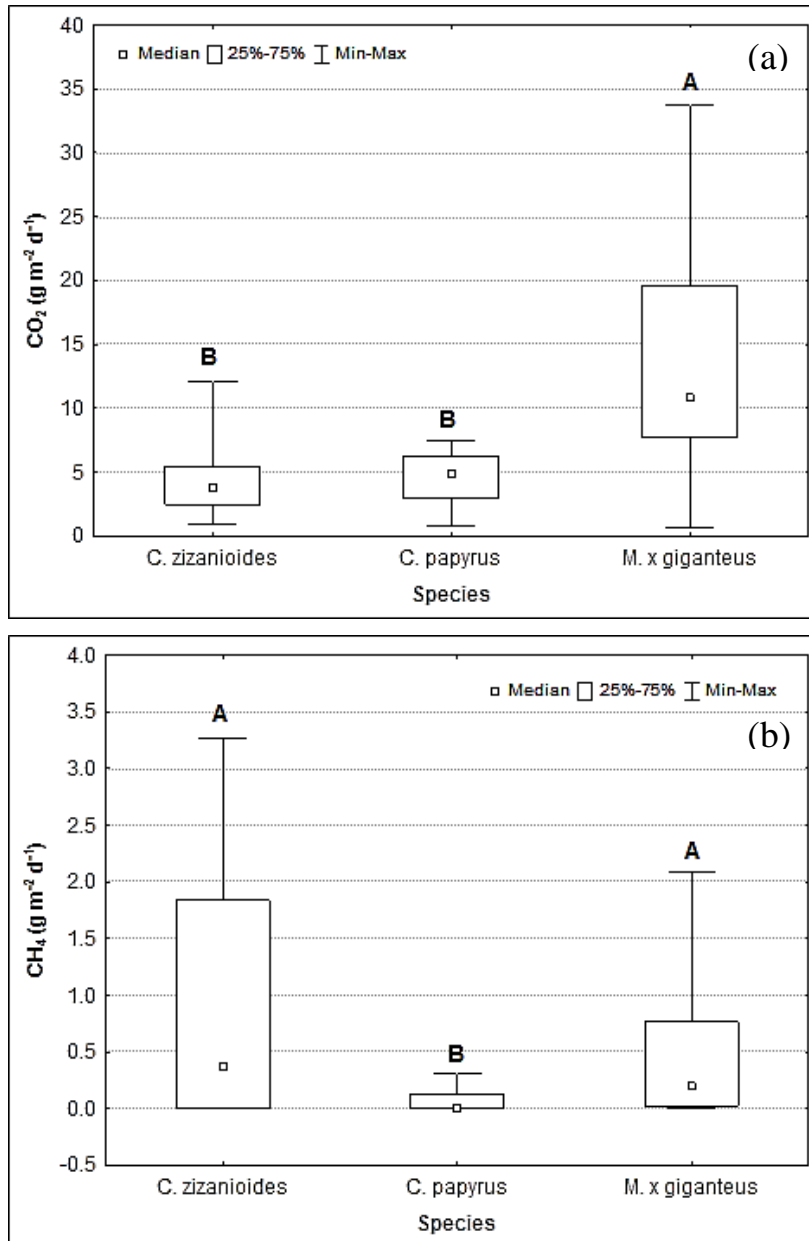 40
Median 25%-75% Min-Max (a)
A
35
30
25
20
15
B
10
B
5
0
CO₂ (g m⁻² d⁻¹)
C. zizanioides C. papyrus M. x giganteus
Species
4.0
Median 25%-75% Min-Max
3.5
A
(b)
3.0
2.5
A
2.0
1.5
1.0
0.5
B
0.0
-0.5
CH₄ (g m⁻² d⁻¹)
C. zizanioides C. papyrus M. x giganteus
Species